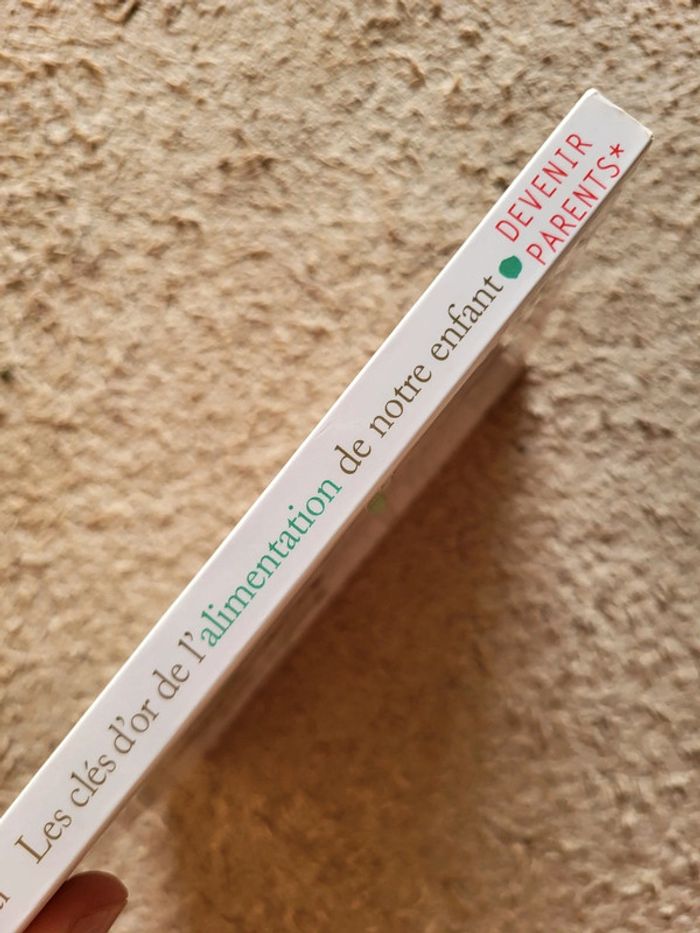 Les clés d'or de l'alimentation de notre enfant
DEVENIR
PARENTS*